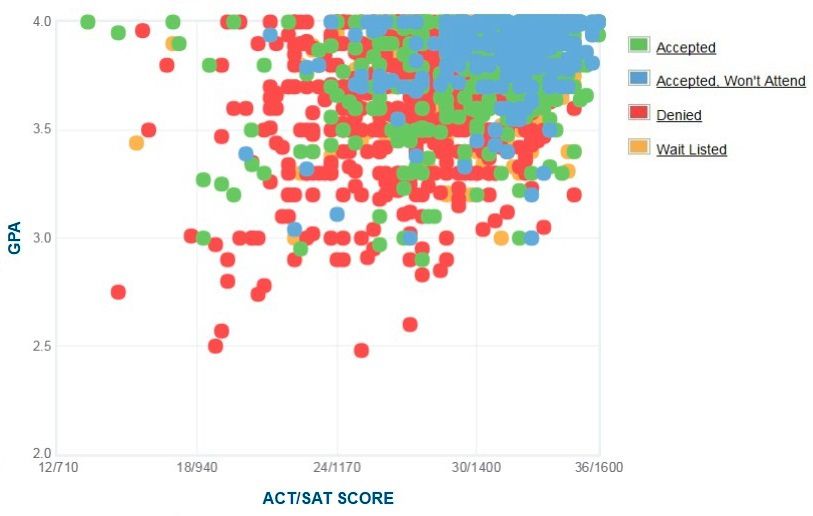 4.0
3.5
3.0
2.5
2.0
GPA
12/710
18/940
24/1170
30/1400
36/1600
ACT/SAT SCORE
Accepted
Accepted, Won't Attend
Denied
Wait Listed